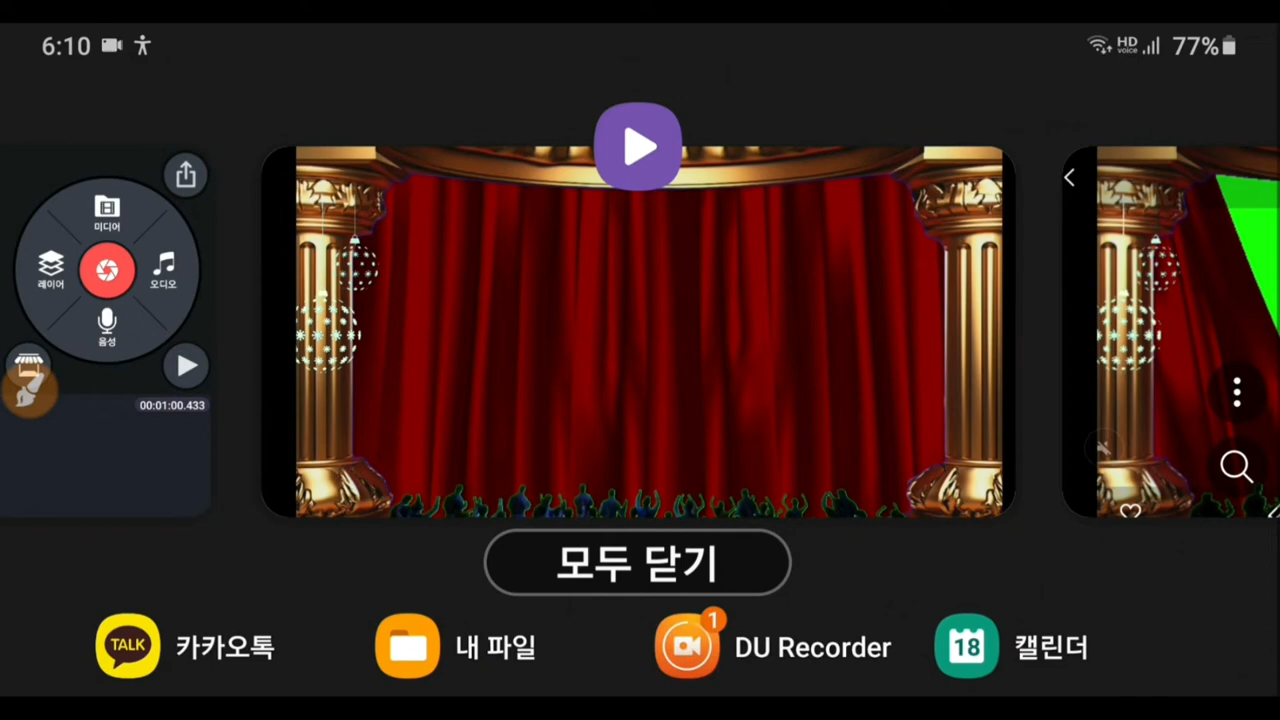 6:10
HD voice 77%
미디어
레이어
오디오
음성
00:01:00.433
모두 닫기
TALK 카카오톡
내 파일
1 DU Recorder
18 캘린더